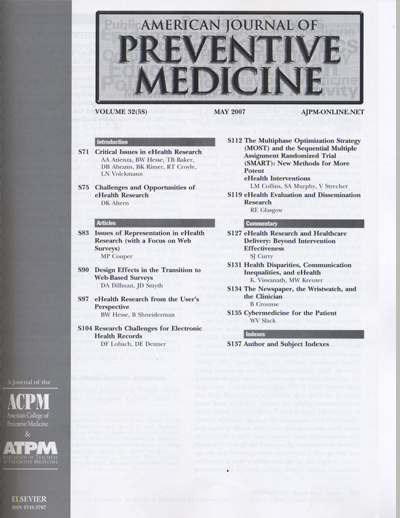 AMERICAN JOURNAL OF
PREVENTIVE
MEDICINE
VOLUME 32(5S)
MAY 2007
AJPM-ONLINE.NET
Introduction
S71 Critical Issues in eHealth Research
AA Atienza, BW Hesse, TB Baker,
DB Abrams, BK Rimer, RT Croyle,
LN Volckmann
S75 Challenges and Opportunities of
eHealth Research
DK Ahern
Articles
S83 Issues of Representation in eHealth
Research (with a Focus on Web
Surveys)
MP Couper
S90 Design Effects in the Transition to
Web-Based Surveys
DA Dillman, JD Smyth
S97 eHealth Research from the User's
Perspective
BW Hesse, B Shneiderman
S104 Research Challenges for Electronic
Health Records
DF Lobach, DE Detmer
S112 The Multiphase Optimization Strategy
(MOST) and the Sequential Multiple
Assignment Randomized Trial
(SMART): New Methods for More
Potent
eHealth Interventions
LM Collins, SA Murphy, V Strecher
S119 eHealth Evaluation and Dissemination
Research
RE Glasgow
Commentary
S127 eHealth Research and Healthcare
Delivery: Beyond Intervention
Effectiveness
SJ Curry
S131 Health Disparities, Communication
Inequalities, and eHealth
K. Viswanath, MW Kreuter
S134 The Newspaper, the Wristwatch, and
the Clinician
B Crounse
S135 Cybermedicine for the Patient
WV Slack
Indexes
S137 Author and Subject Indexes
A Journal of the
ACPM
American College of
Preventive Medicine
&
ATPM
ASSOCIATION OF TEACHERS
OF PREVENTIVE MEDICINE
ELSEVIER
ISSN 0749-3797